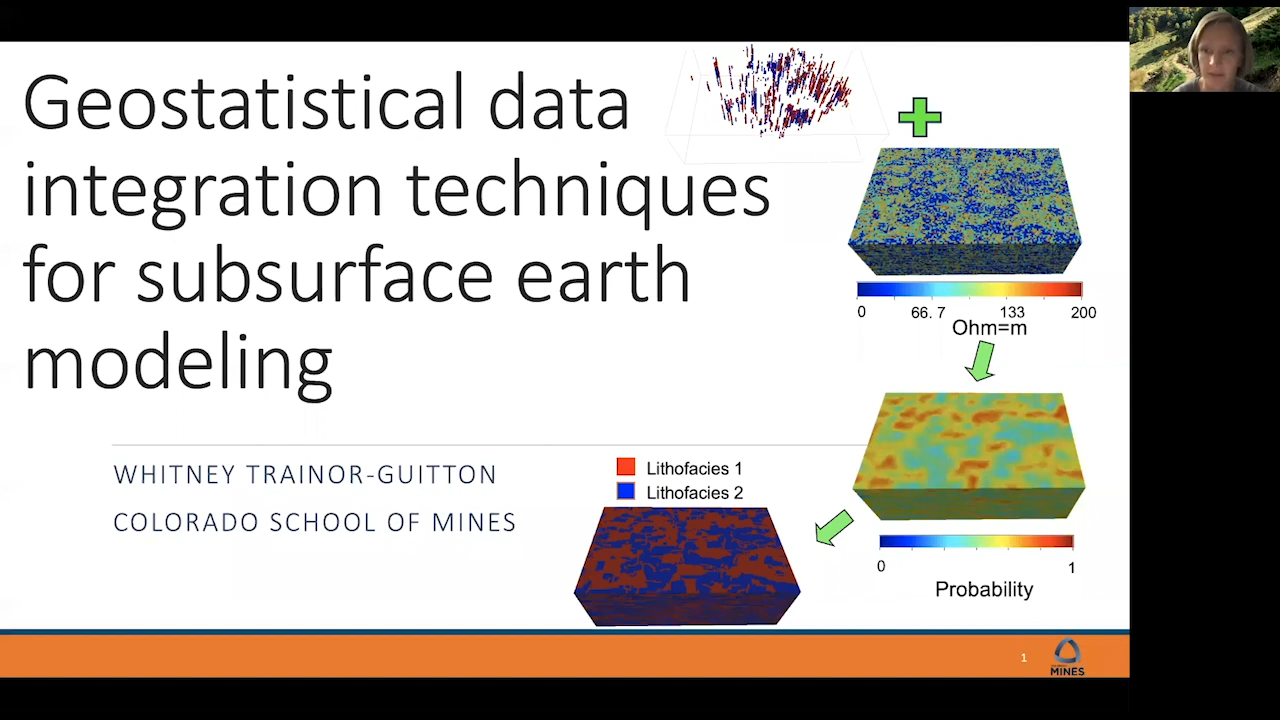 Geostatistical data
integration techniques
for subsurface earth
modeling
WHITNEY TRAINOR-GUITTON
COLORADO SCHOOL OF MINES
0 66. 7 133 200
Ohm=m
Lithofacies 1
Lithofacies 2
0 1
Probability
1
MINES